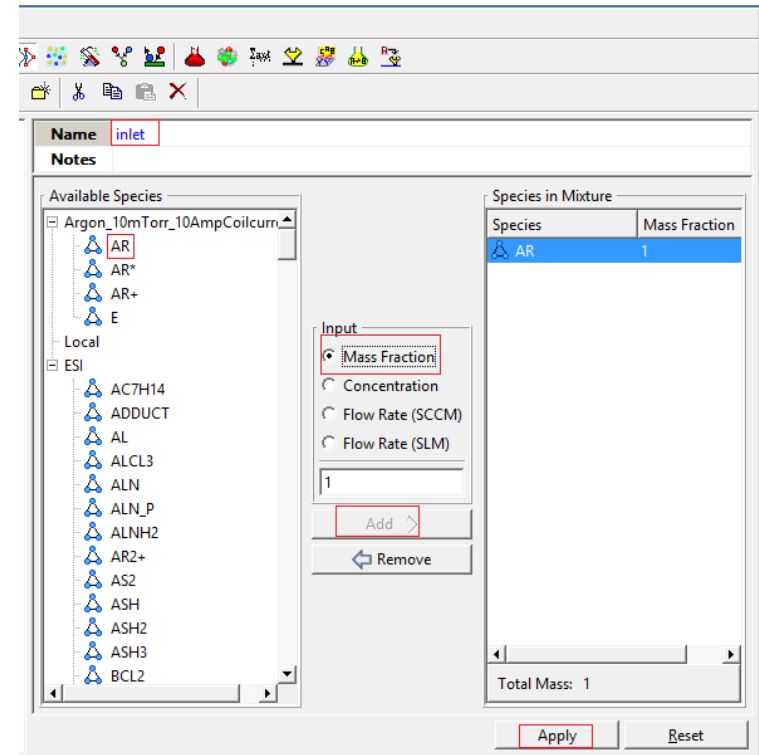 Name inlet
Notes
Available Species
Argon_10mTorr_10AmpCoilcurr
AR
AR*
AR+
E
Local
ESI
AC7H14
ADDUCT
AL
ALCL3
ALN
ALN_P
ALNH2
AR2+
AS2
ASH
ASH2
ASH3
BCL2
Input
Mass Fraction
Concentration
Flow Rate (SCCM)
Flow Rate (SLM)
1
Add
Remove
Species in Mixture
Species Mass Fraction
AR 1
Total Mass: 1
Apply Reset